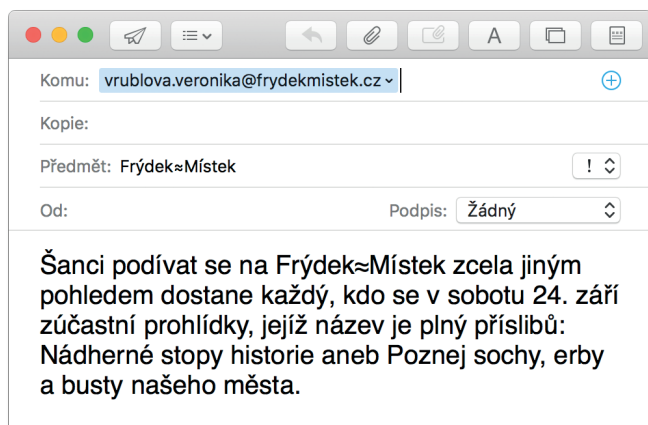 A
Komu: vrublova.veronika@frydekmistek.cz
Kopie:
Předmět: Frýdek≈Místek !
Od: Podpis: Žádný
Šanci podívat se na Frýdek≈Místek zcela jiným
pohledem dostane každý, kdo se v sobotu 24. září
zúčastní prohlídky, jejíž název je plný příslibů:
Nádherné stopy historie aneb Poznej sochy, erby
a busty našeho města.